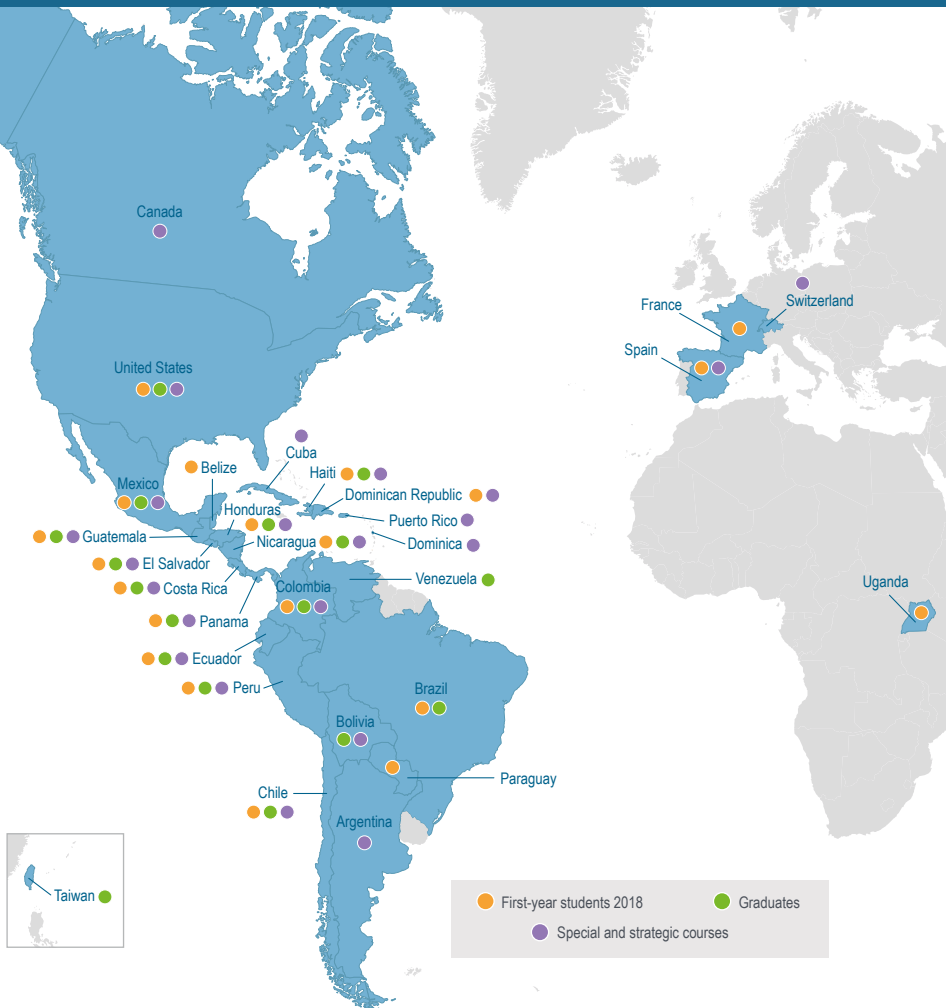 Canada
France
Switzerland
Spain
United States
Cuba
Belize
Haiti
Mexico
Dominican Republic
Honduras
Puerto Rico
Guatemala
Nicaragua
Dominica
El Salvador
Venezuela
Costa Rica
Colombia
Uganda
Panama
Ecuador
Peru
Brazil
Bolivia
Paraguay
Chile
Argentina
Taiwan
First-year students 2018
Graduates
Special and strategic courses